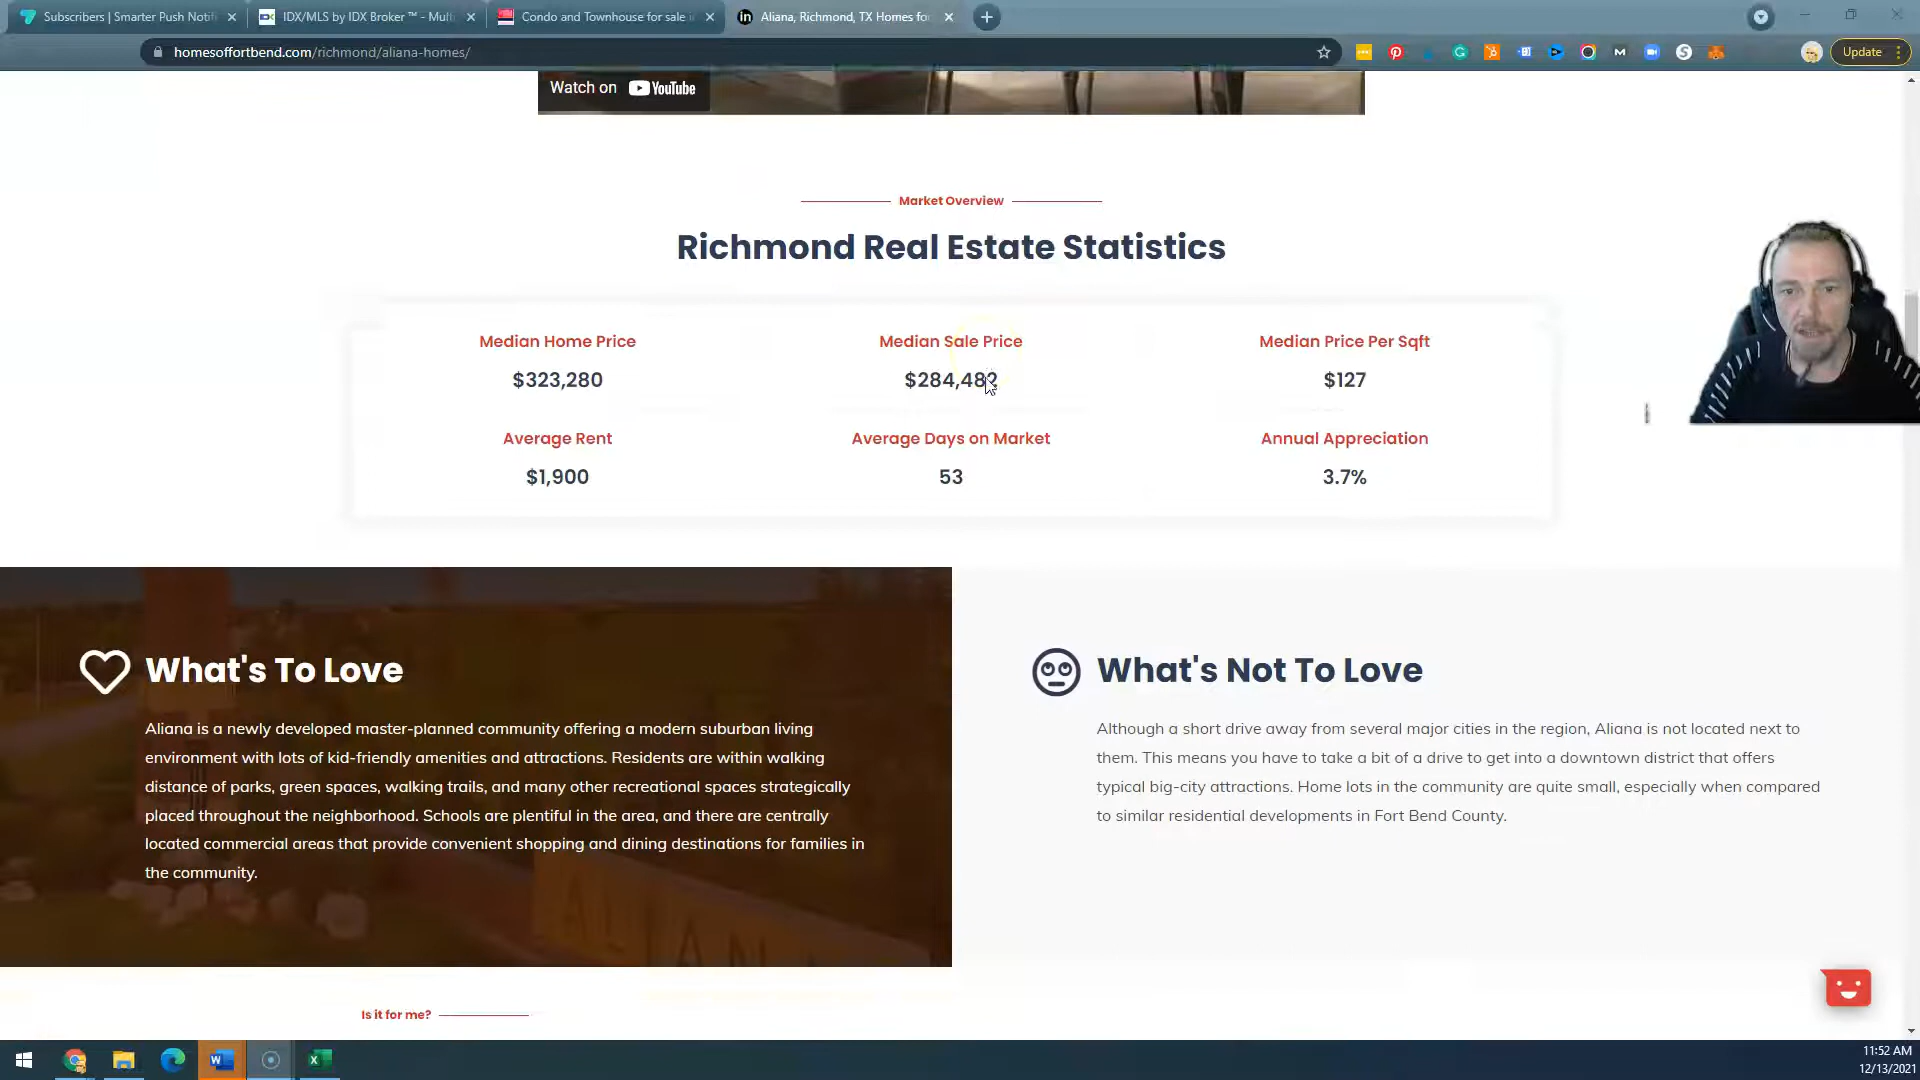 Subscribers | Smarter Push Notif
IDX/MLS by IDX Broker ™ - Mult
Condo and Townhouse for sale i
in Aliana, Richmond, TX Homes fo
homesoffortbend.com/richmond/aliana-homes/
Update
Watch on YouTube
Market Overview
Richmond Real Estate Statistics
Median Home Price
$323,280
Median Sale Price
$284,482
Median Price Per Sqft
$127
Average Rent
$1,900
Average Days on Market
53
Annual Appreciation
3.7%
What's To Love
Aliana is a newly developed master-planned community offering a modern suburban living
environment with lots of kid-friendly amenities and attractions. Residents are within walking
distance of parks, green spaces, walking trails, and many other recreational spaces strategically
placed throughout the neighborhood. Schools are plentiful in the area, and there are centrally
located commercial areas that provide convenient shopping and dining destinations for families in
the community.
What's Not To Love
Although a short drive away from several major cities in the region, Aliana is not located next to
them. This means you have to take a bit of a drive to get into a downtown district that offers
typical big-city attractions. Home lots in the community are quite small, especially when compared
to similar residential developments in Fort Bend County.
Is it for me?
11:52 AM
12/13/2021